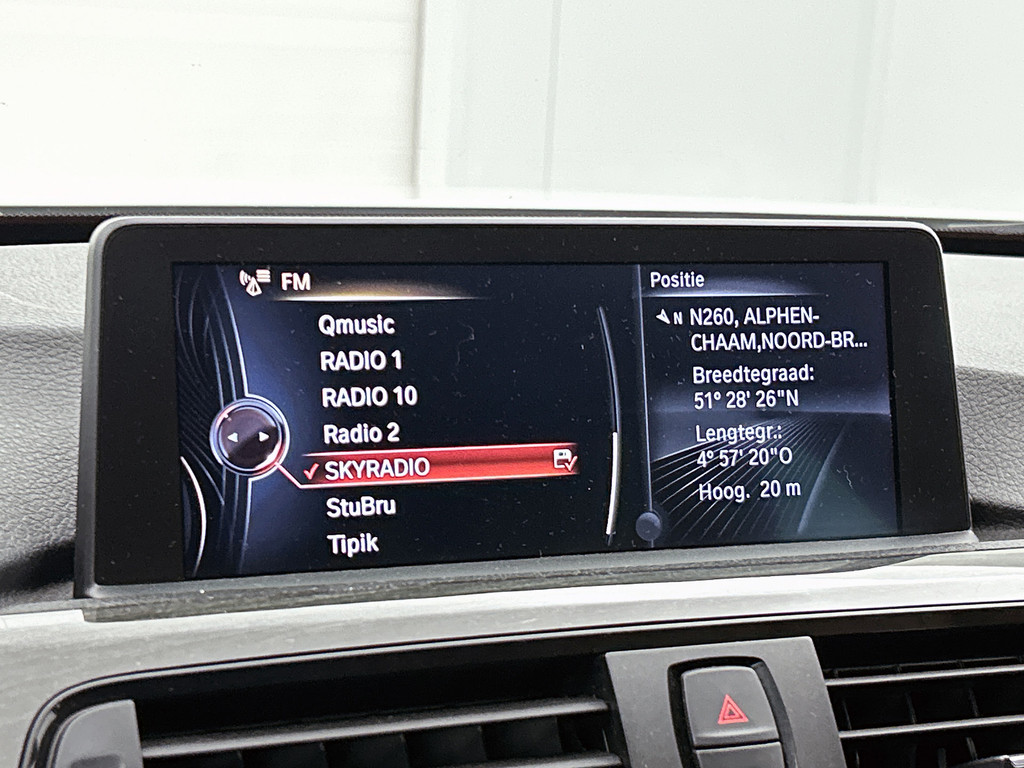 FM
Qmusic
RADIO 1
RADIO 10
Radio 2
SKYRADIO
StuBru
Tipik
Positie
N N260, ALPHEN-
CHAAM,NOORD-BR...
Breedtegraad:
51° 28' 26"N
Lengtegr.:
4° 57' 20"O
Hoog. 20 m